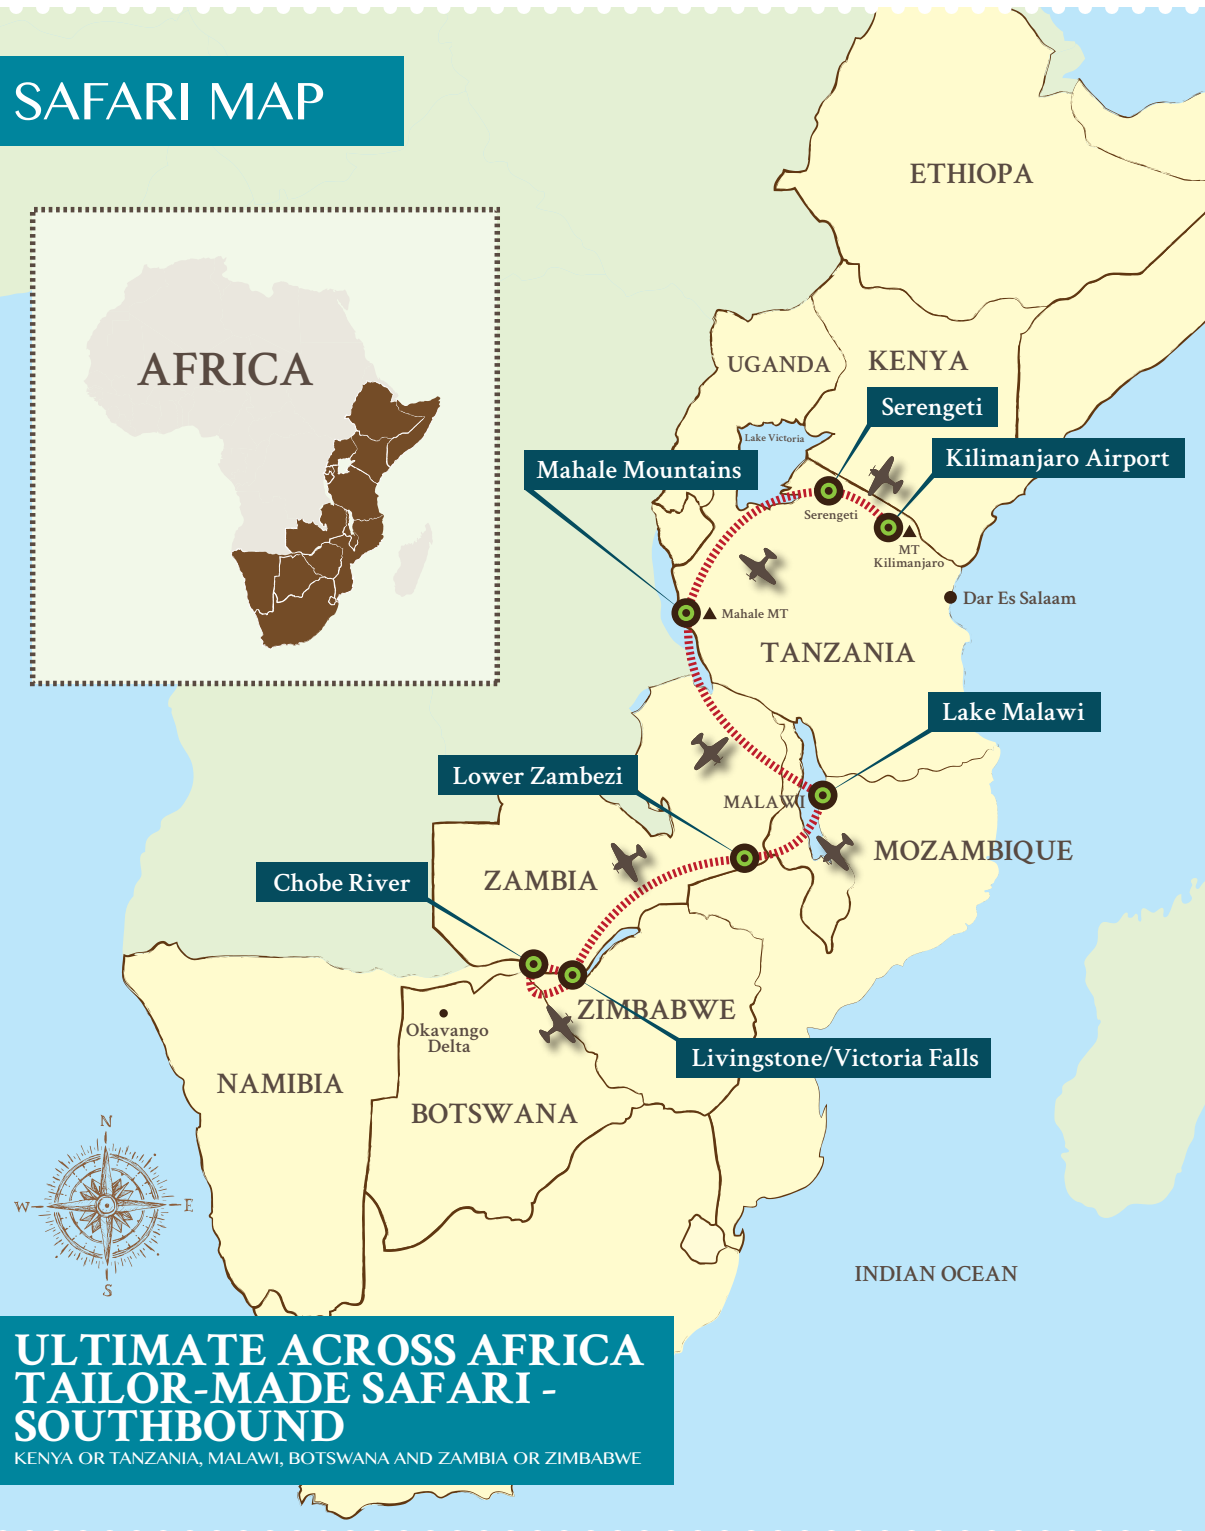 SAFARI MAP
ETHIOPA
AFRICA
UGANDA
KENYA
Serengeti
Lake Victoria
Kilimanjaro Airport
Mahale Mountains
Serengeti
MT
Kilimanjaro
Dar Es Salaam
Mahale MT
TANZANIA
Lake Malawi
Lower Zambezi
MALAWI
MOZAMBIQUE
Chobe River
ZAMBIA
ZIMBABWE
Okavango
Delta
Livingstone/Victoria Falls
NAMIBIA
BOTSWANA
N
W
E
S
INDIAN OCEAN
ULTIMATE ACROSS AFRICA
TAILOR-MADE SAFARI -
SOUTHBOUND
KENYA OR TANZANIA, MALAWI, BOTSWANA AND ZAMBIA OR ZIMBABWE